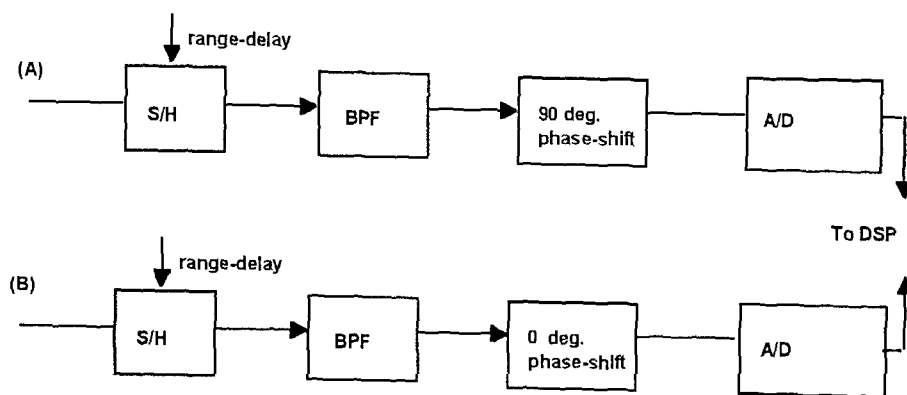 range-delay
(A)
S/H
BPF
90 deg.
phase-shift
A/D
To DSP
range-delay
(B)
S/H
BPF
0 deg.
phase-shift
A/D